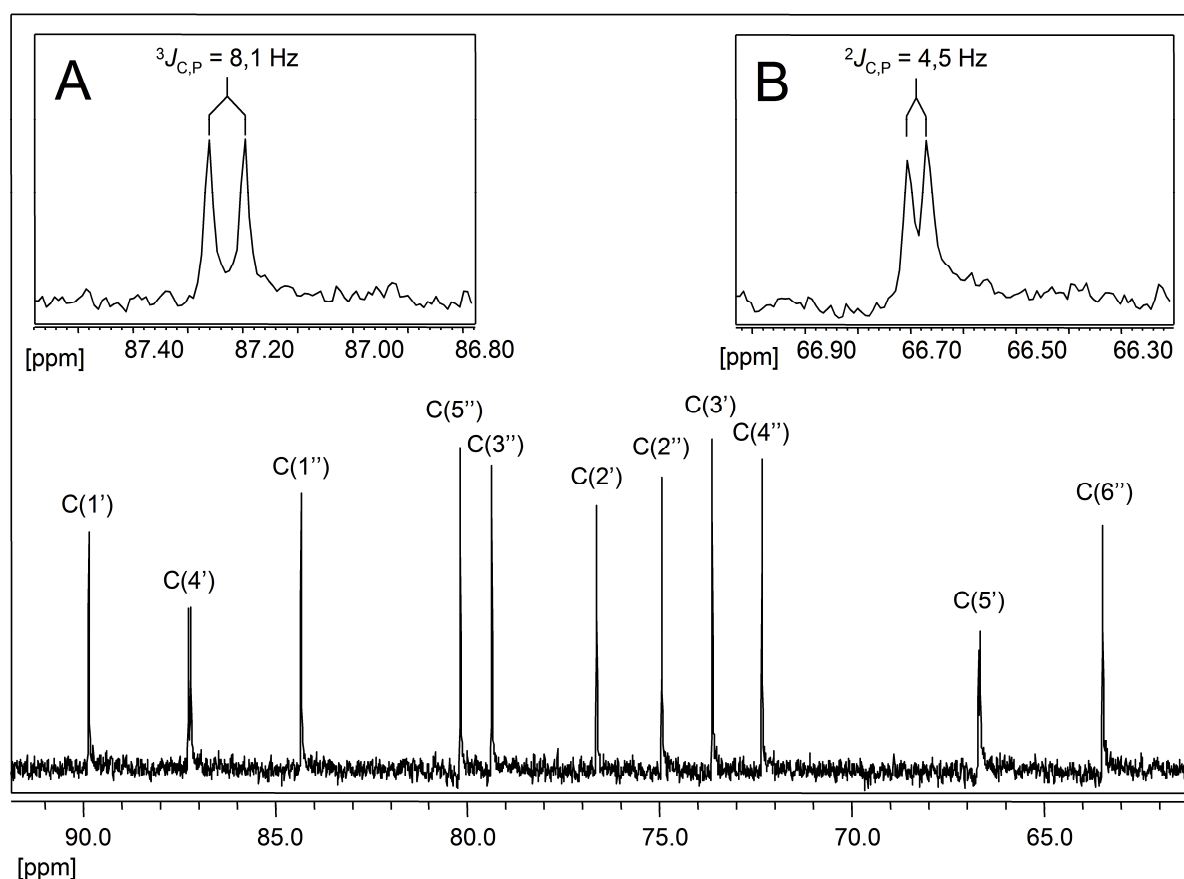 A
³J_C,P = 8,1 Hz
87.40 87.20 87.00 86.80
[ppm]
B
²J_C,P = 4,5 Hz
66.90 66.70 66.50 66.30
[ppm]
C(1')
C(4')
C(1'')
C(5'')
C(3'')
C(2')
C(2'')
C(3')
C(4'')
C(5')
C(6'')
90.0 85.0 80.0 75.0 70.0 65.0
[ppm]